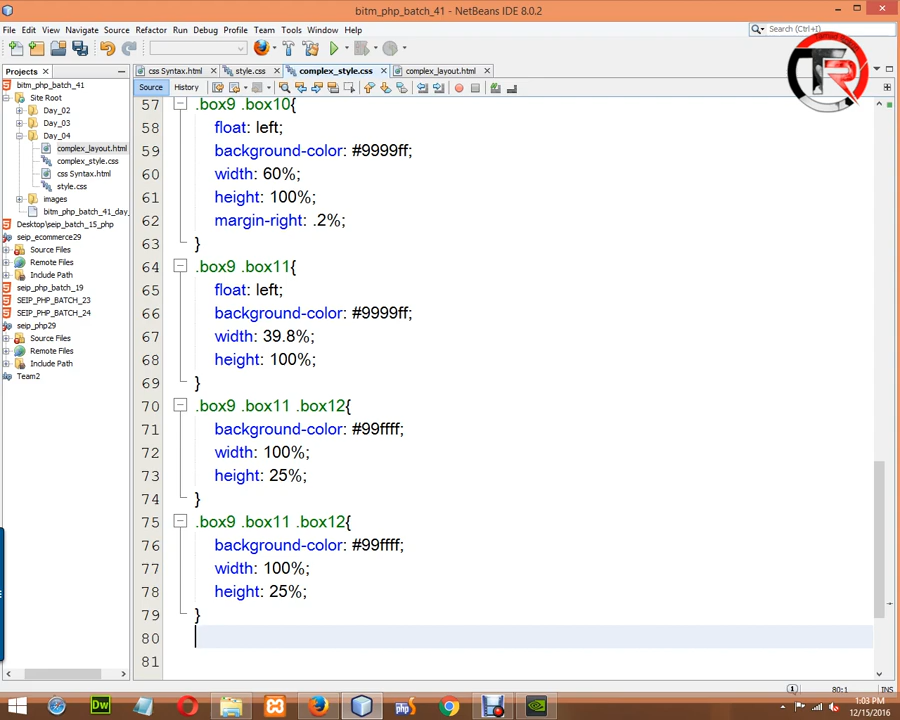 bitm_php_batch_41 - NetBeans IDE 8.0.2
File Edit View Navigate Source Refactor Run Debug Profile Team Tools Window Help
Search (Ctrl+I)
Projects
css Syntax.html style.css complex_style.css complex_layout.html
Source History
bitm_php_batch_41
Site Root
Day_02
Day_03
Day_04
complex_layout.html
complex_style.css
css Syntax.html
style.css
images
bitm_php_batch_41_day_
Desktop\seip_batch_15_php
seip_ecommerce29
Source Files
Remote Files
Include Path
seip_php_batch_19
SEIP_PHP_BATCH_23
SEIP_PHP_BATCH_24
seip_php29
Source Files
Remote Files
Include Path
Team2
57 .box9 .box10{
58 float: left;
59 background-color: #9999ff;
60 width: 60%;
61 height: 100%;
62 margin-right: .2%;
63 }
64 .box9 .box11{
65 float: left;
66 background-color: #9999ff;
67 width: 39.8%;
68 height: 100%;
69 }
70 .box9 .box11 .box12{
71 background-color: #99ffff;
72 width: 100%;
73 height: 25%;
74 }
75 .box9 .box11 .box12{
76 background-color: #99ffff;
77 width: 100%;
78 height: 25%;
79 }
80
81
80:1 INS
Dw
php
1:03 PM
12/15/2016